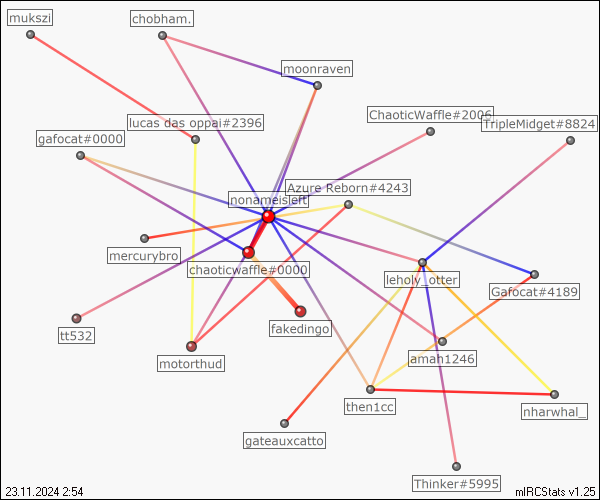 mukszi
chobham.
moonraven
ChaoticWaffle#2006
TripleMidget#8824
lucas das oppai#2396
gafocat#0000
Azure Reborn#4243
nonameisleft
mercurybro
chaoticwaffle#0000
leholy_otter
Gafocat#4189
tt532
fakedingo
motorthud
amah1246
then1cc
nharwhal_
gateauxcatto
Thinker#5995
23.11.2024 2:54
mIRCStats v1.25